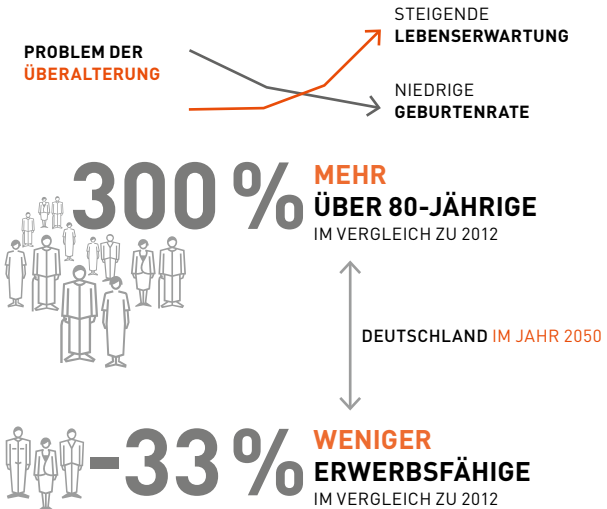 PROBLEM DER
ÜBERALTERUNG
STEIGENDE
LEBENSERWARTUNG
NIEDRIGE
GEBURTENRATE
300 %
MEHR
ÜBER 80-JÄHRIGE
IM VERGLEICH ZU 2012
DEUTSCHLAND IM JAHR 2050
-33 %
WENIGER
ERWERBSFÄHIGE
IM VERGLEICH ZU 2012